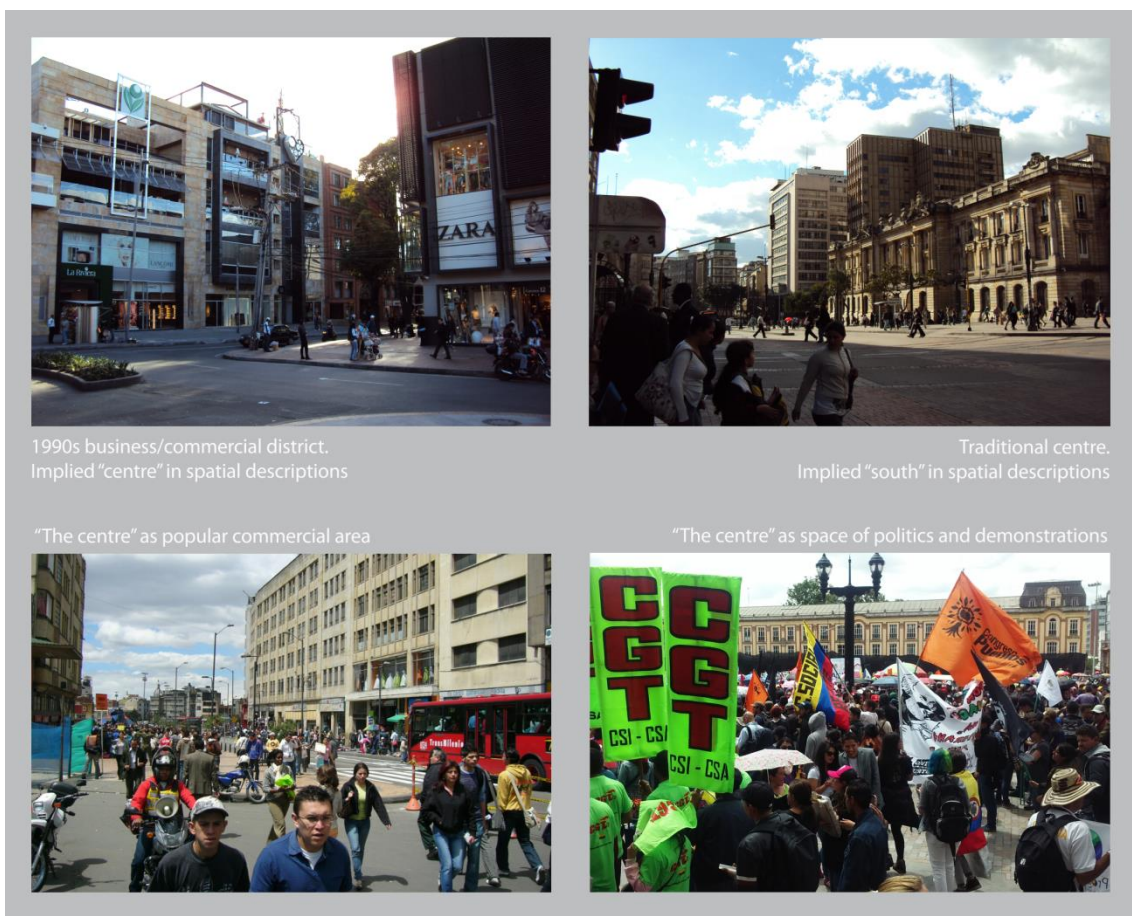 La Riviera
LANCOME
ZARA
1990s business/commercial district.
Implied “centre” in spatial descriptions
Traditional centre.
Implied “south” in spatial descriptions
“The centre” as popular commercial area
“The centre” as space of politics and demonstrations
TransMilenio
CGT
CSI - CSA
CGT
CSI - CSA